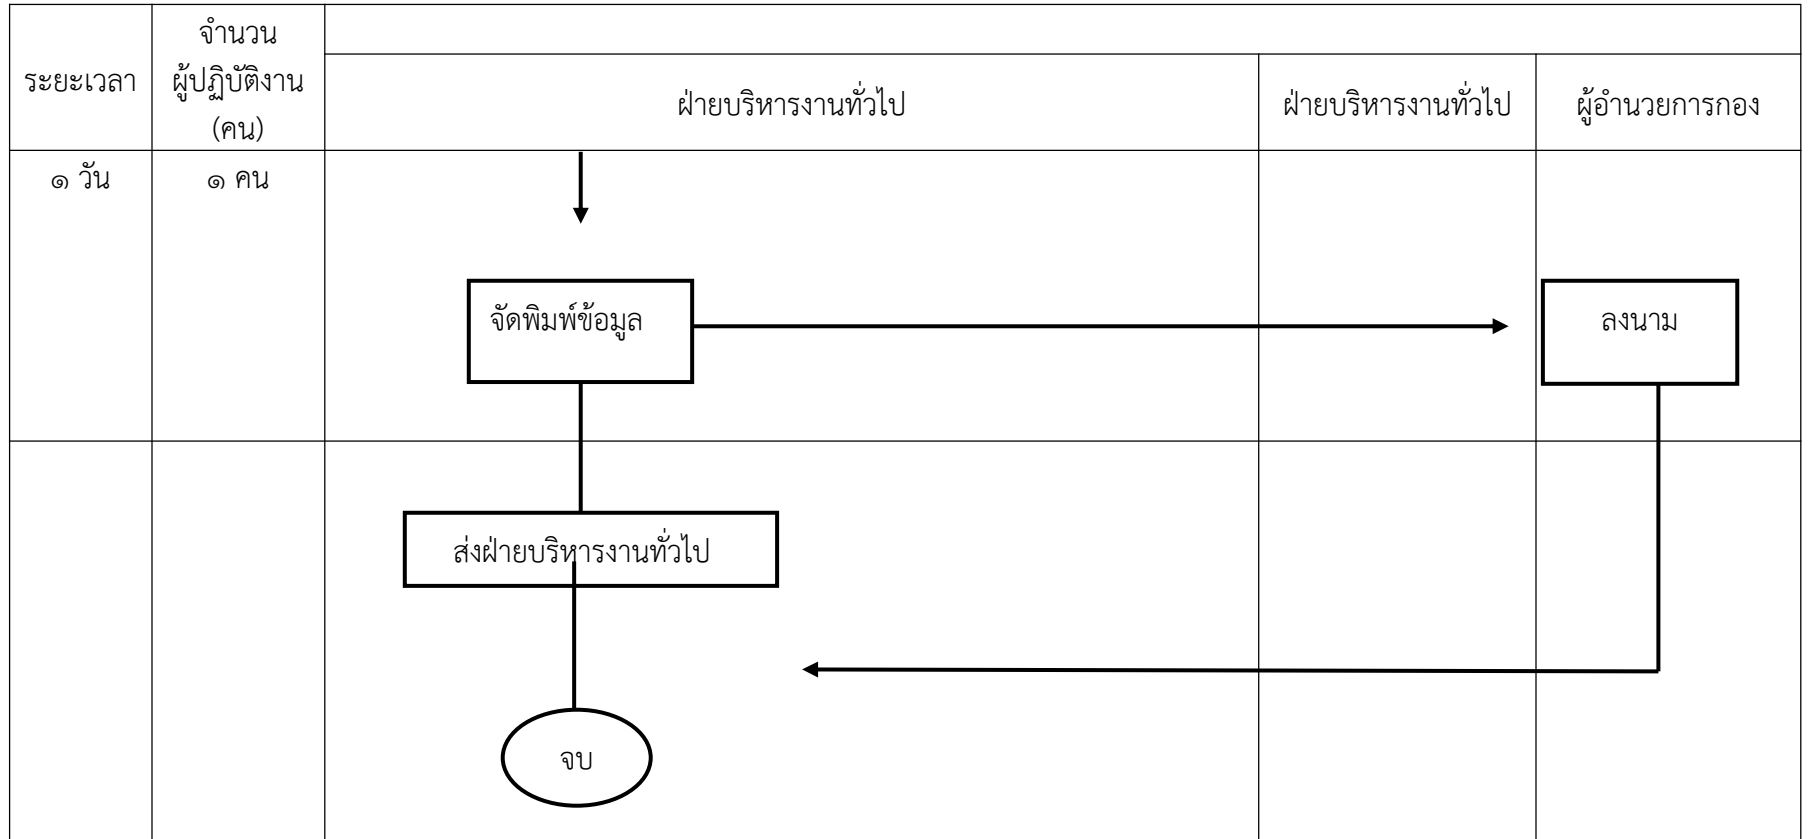 ระยะเวลา
จำนวน
ผู้ปฏิบัติงาน
(คน)
ฝ่ายบริหารงานทั่วไป
ฝ่ายบริหารงานทั่วไป
ผู้อำนวยการกอง
๑ วัน
๑ คน
จัดพิมพ์ข้อมูล
ลงนาม
ส่งฝ่ายบริหารงานทั่วไป
จบ